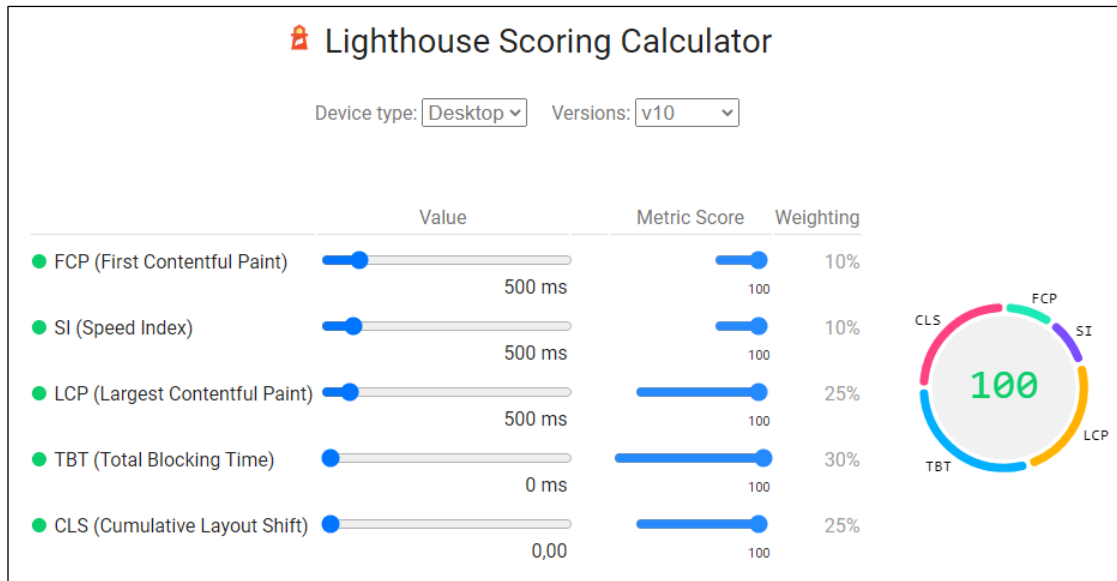 Lighthouse Scoring Calculator
Device type: Desktop Versions: v10
Value Metric Score Weighting
FCP (First Contentful Paint) 10%
500 ms 100
SI (Speed Index) 10%
500 ms 100
LCP (Largest Contentful Paint) 25%
500 ms 100
TBT (Total Blocking Time) 30%
0 ms 100
CLS (Cumulative Layout Shift) 25%
0,00 100
FCP
CLS
SI
100
LCP
TBT